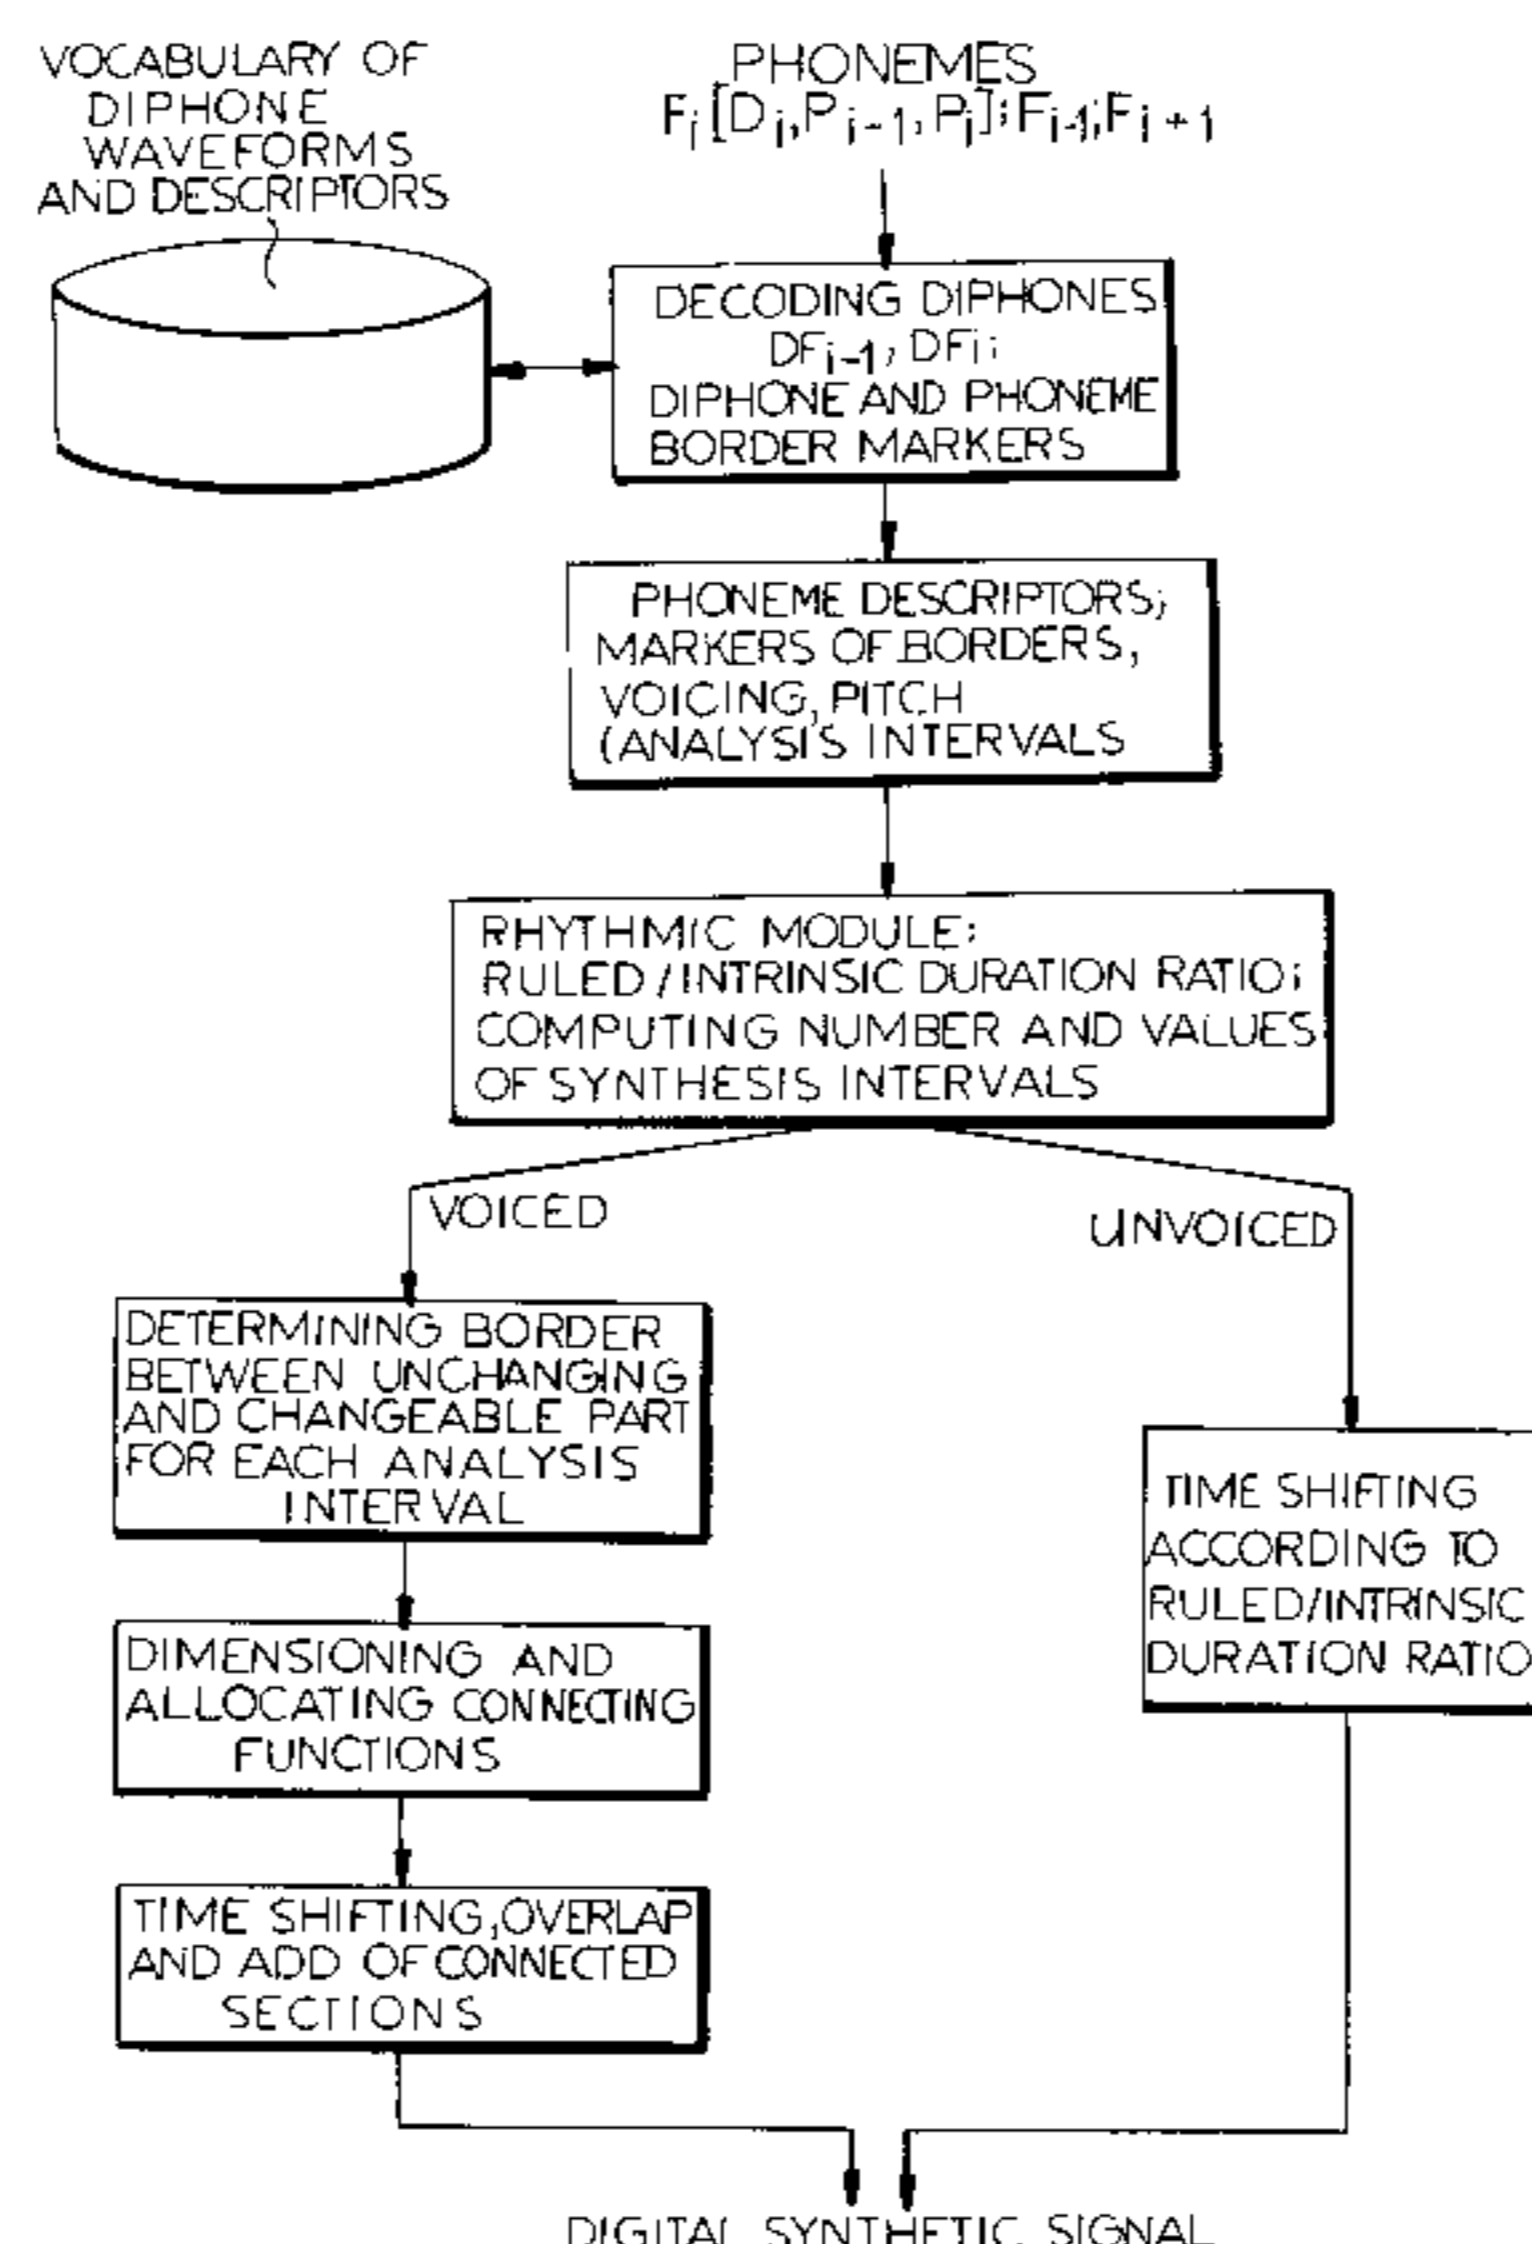 VOCABULARY OF
DIPHONE
WAVEFORMS
AND DESCRIPTORS
PHONEMES
Fi [Di, Pi-1, Pi]; Fi-1; Fi+1
DECODING DIPHONES
DFi-1, DFi;
DIPHONE AND PHONEME
BORDER MARKERS
PHONEME DESCRIPTORS;
MARKERS OF BORDERS,
VOICING, PITCH
(ANALYSIS INTERVALS
RHYTHMIC MODULE:
RULED/INTRINSIC DURATION RATIO;
COMPUTING NUMBER AND VALUES
OF SYNTHESIS INTERVALS
VOICED
UNVOICED
DETERMINING BORDER
BETWEEN UNCHANGING
AND CHANGEABLE PART
FOR EACH ANALYSIS
INTERVAL
DIMENSIONING AND
ALLOCATING CONNECTING
FUNCTIONS
TIME SHIFTING, OVERLAP
AND ADD OF CONNECTED
SECTIONS
TIME SHIFTING
ACCORDING TO
RULED/INTRINSIC
DURATION RATIO
DIGITAL SYNTHETIC SIGNAL